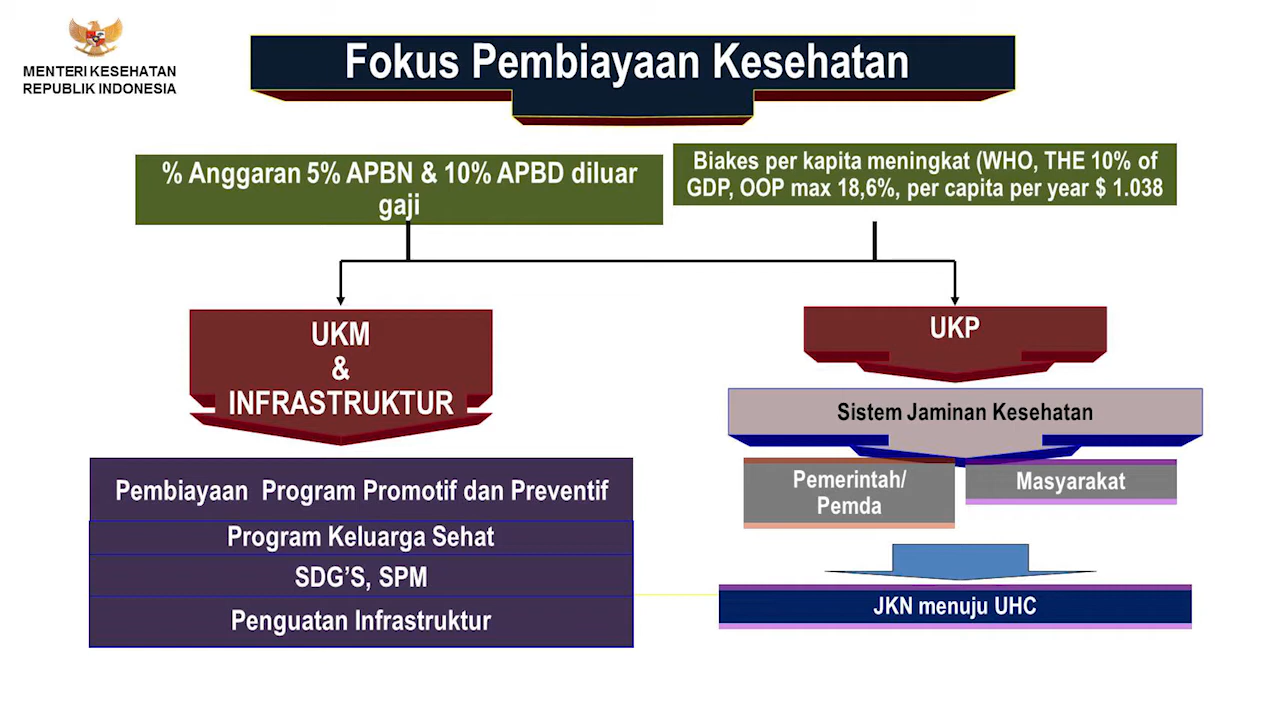 MENTERI KESEHATAN
REPUBLIK INDONESIA
Fokus Pembiayaan Kesehatan
% Anggaran 5% APBN & 10% APBD diluar
gaji
Biakes per kapita meningkat (WHO, THE 10% of
GDP, OOP max 18,6%, per capita per year $ 1.038
UKM
&
INFRASTRUKTUR
Pembiayaan Program Promotif dan Preventif
Program Keluarga Sehat
SDG'S, SPM
Penguatan Infrastruktur
UKP
Sistem Jaminan Kesehatan
Pemerintah/
Pemda
Masyarakat
JKN menuju UHC